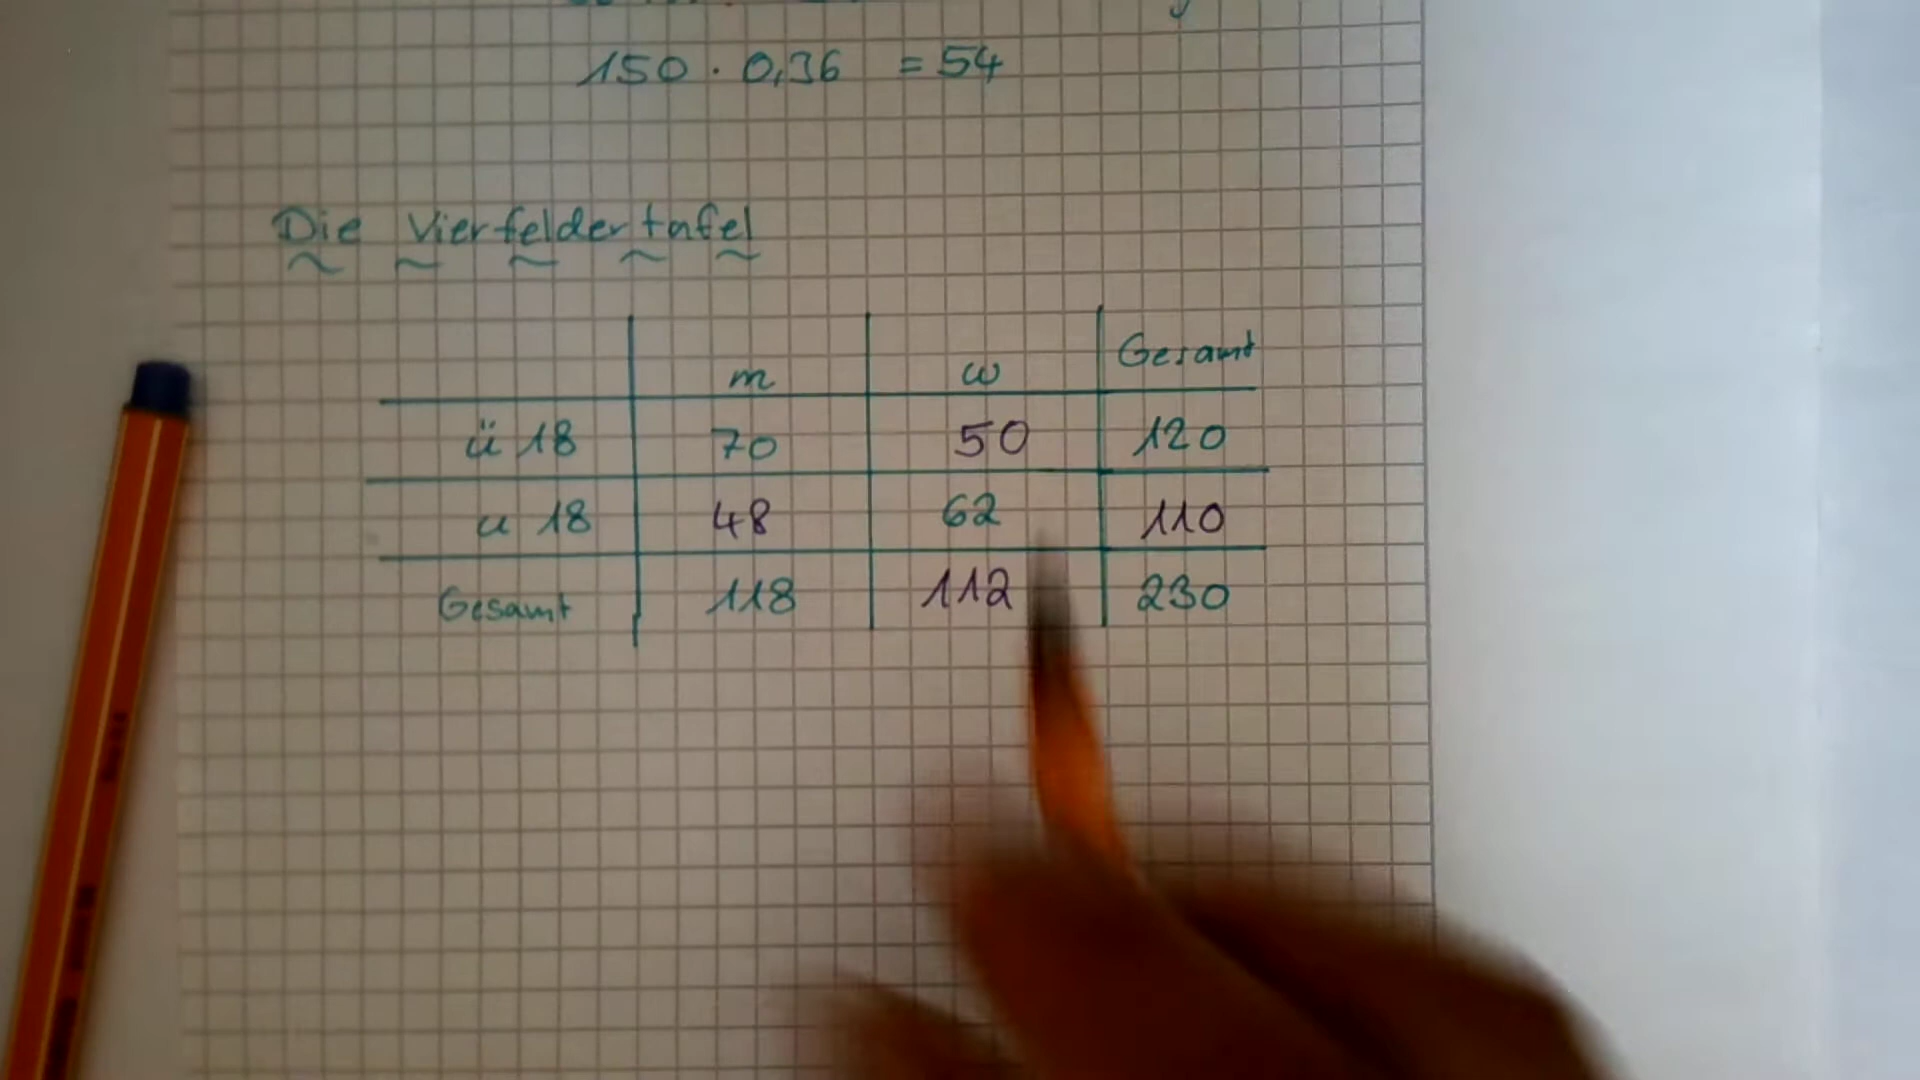 150 · 0,36 = 54
Die Vierfeldertafel
m w Gesamt
ü 18 70 50 120
u 18 48 62 110
Gesamt 118 112 230